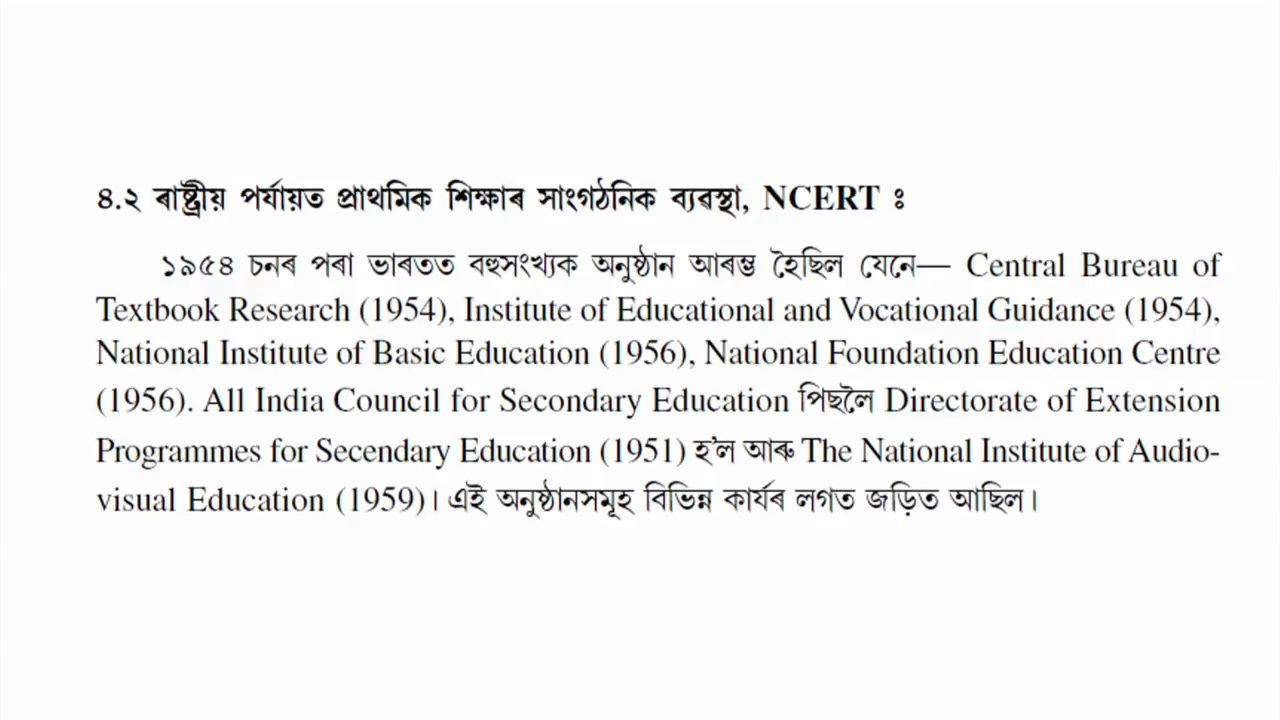 ৪.২ ৰাষ্ট্ৰীয় পৰ্যায়ত প্ৰাথমিক শিক্ষাৰ সাংগঠনিক ব্যৱস্থা, NCERT ঃ
১৯৫৪ চনৰ পৰা ভাৰতত বহুসংখ্যক অনুষ্ঠান আৰম্ভ হৈছিল যেনে— Central Bureau of
Textbook Research (1954), Institute of Educational and Vocational Guidance (1954),
National Institute of Basic Education (1956), National Foundation Education Centre
(1956). All India Council for Secondary Education পিছলৈ Directorate of Extension
Programmes for Secendary Education (1951) হ'ল আৰু The National Institute of Audio-
visual Education (1959)। এই অনুষ্ঠানসমূহ বিভিন্ন কাৰ্যৰ লগত জড়িত আছিল।